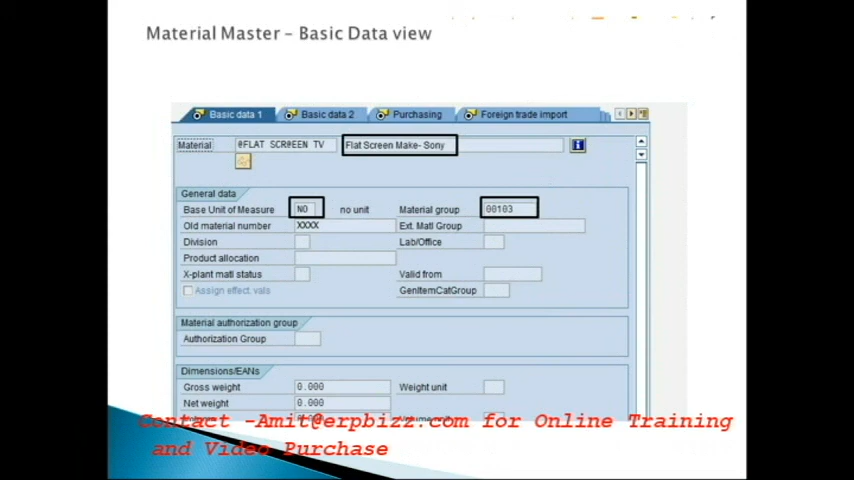 Material Master – Basic Data view
Basic data 1 Basic data 2 Purchasing Foreign trade import
Material @FLAT SCR@EEN TV Flat Screen Make- Sony
General data
Base Unit of Measure NO no unit Material group 00103
Old material number XXXX Ext. Matl Group
Division Lab/Office
Product allocation
X-plant matl status Valid from
Assign effect. vals GenItemCatGroup
Material authorization group
Authorization Group
Dimensions/EANs
Gross weight 0.000 Weight unit
Net weight 0.000
Contact -Amit@erpbizz.com for Online Training
and Video Purchase